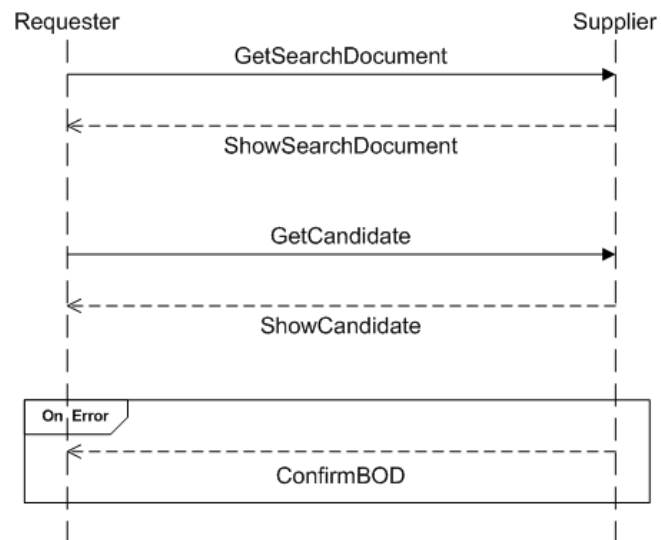 Requester
Supplier
GetSearchDocument
ShowSearchDocument
GetCandidate
ShowCandidate
On Error
ConfirmBOD